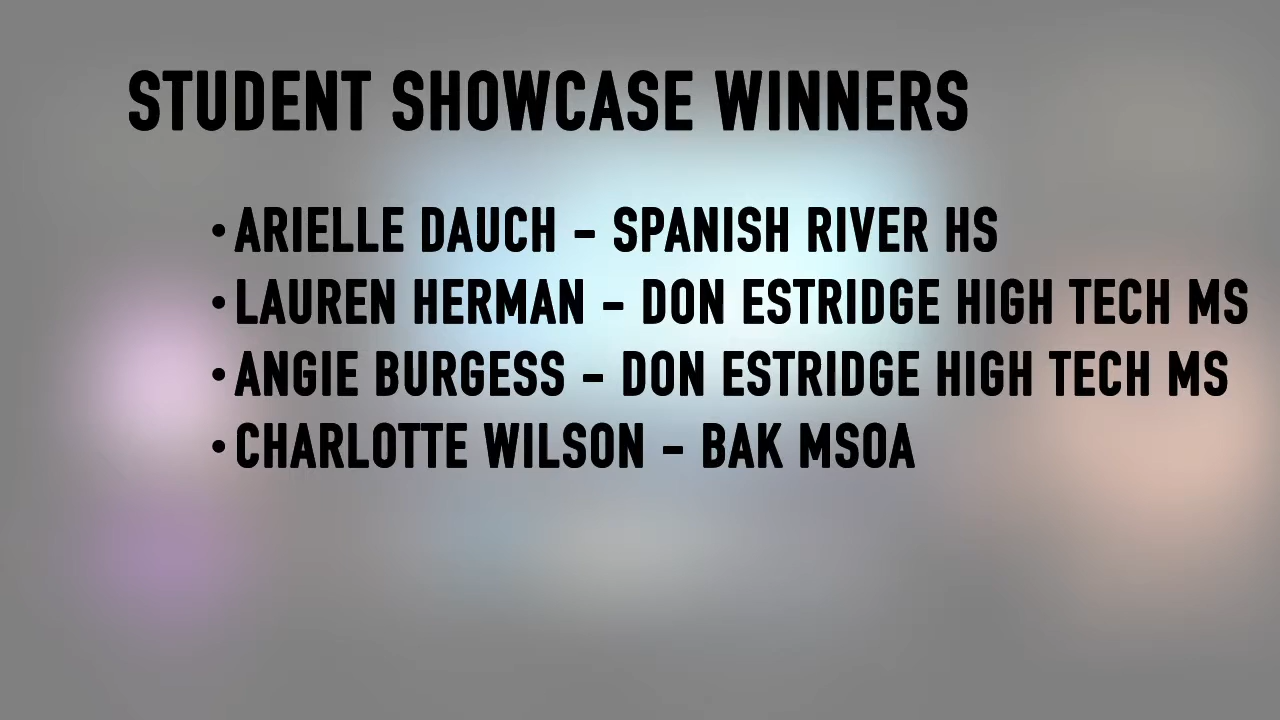 STUDENT SHOWCASE WINNERS
• ARIELLE DAUCH – SPANISH RIVER HS
• LAUREN HERMAN – DON ESTRIDGE HIGH TECH MS
• ANGIE BURGESS – DON ESTRIDGE HIGH TECH MS
• CHARLOTTE WILSON – BAK MSOA